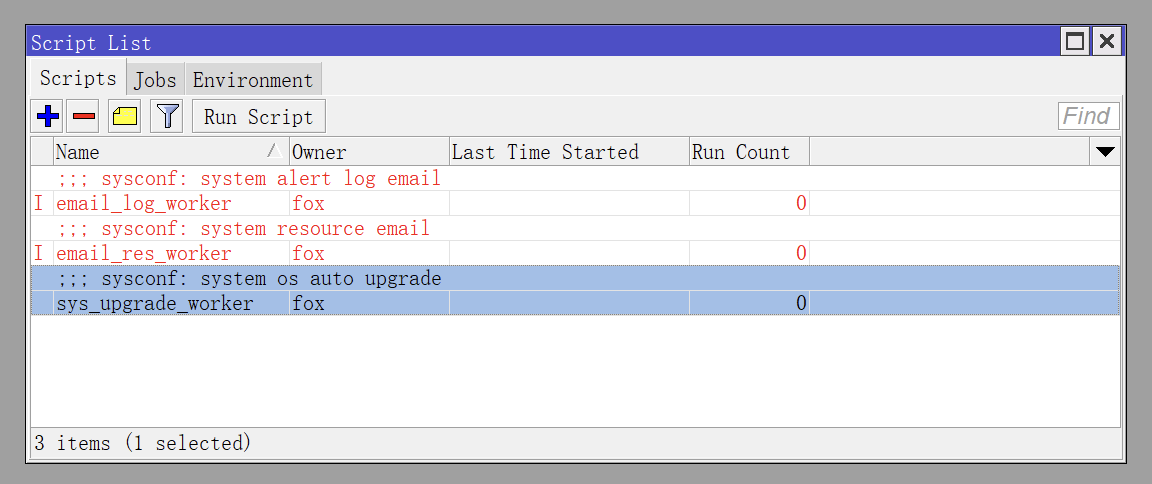 Script List
Scripts Jobs Environment
Run Script Find
Name Owner Last Time Started Run Count
;;; sysconf: system alert log email
I email_log_worker fox 0
;;; sysconf: system resource email
I email_res_worker fox 0
;;; sysconf: system os auto upgrade
sys_upgrade_worker fox 0
3 items (1 selected)